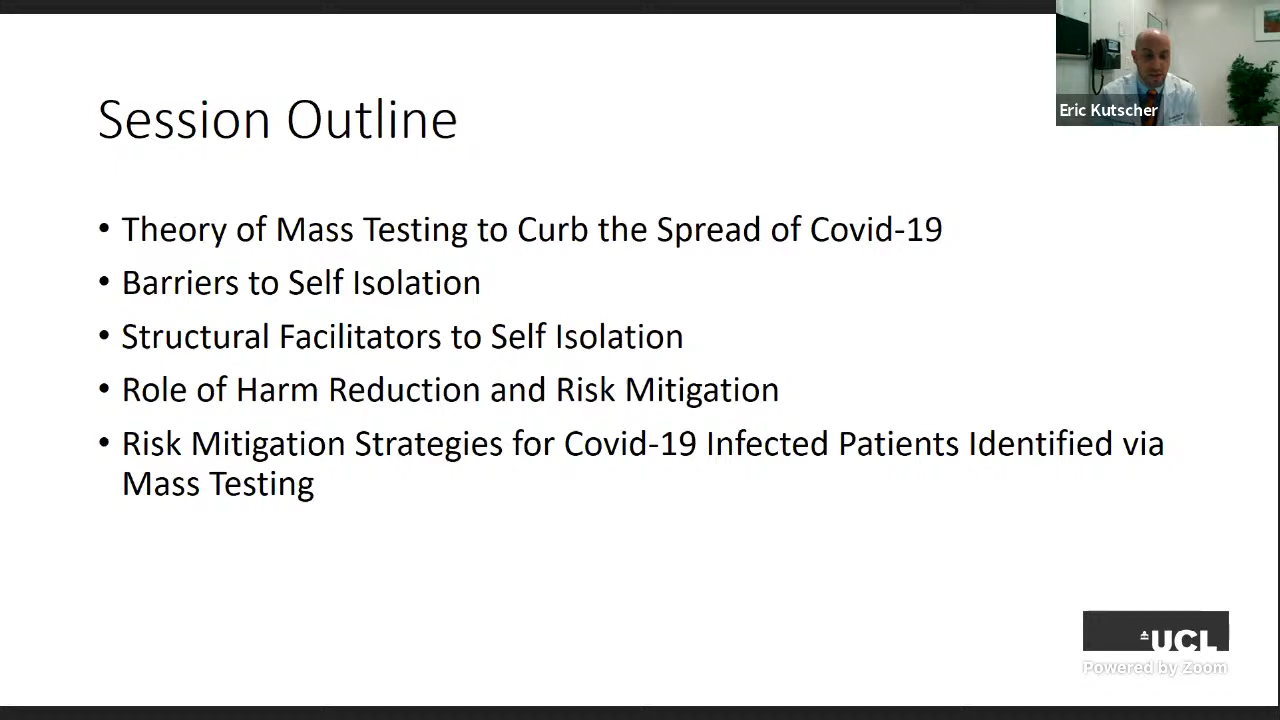 Eric Kutscher
Session Outline
• Theory of Mass Testing to Curb the Spread of Covid-19
• Barriers to Self Isolation
• Structural Facilitators to Self Isolation
• Role of Harm Reduction and Risk Mitigation
• Risk Mitigation Strategies for Covid-19 Infected Patients Identified via
Mass Testing
UCL
Powered by Zoom